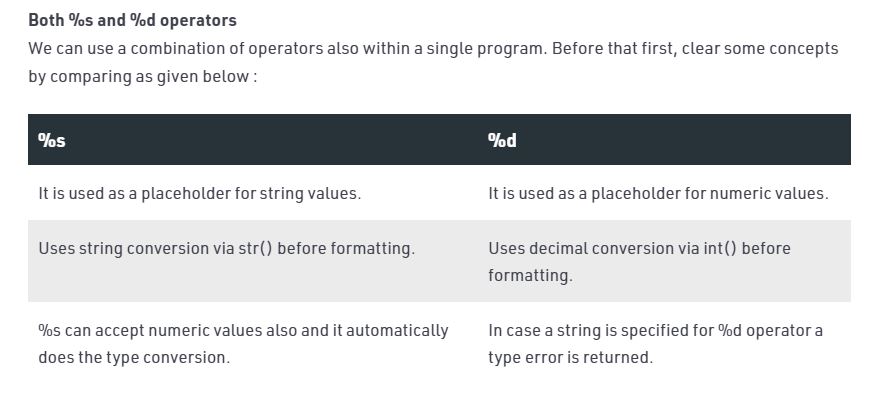 Both %s and %d operators
We can use a combination of operators also within a single program. Before that first, clear some concepts
by comparing as given below :
%s
%d
It is used as a placeholder for string values.
It is used as a placeholder for numeric values.
Uses string conversion via str() before formatting.
Uses decimal conversion via int() before
formatting.
%s can accept numeric values also and it automatically
does the type conversion.
In case a string is specified for %d operator a
type error is returned.